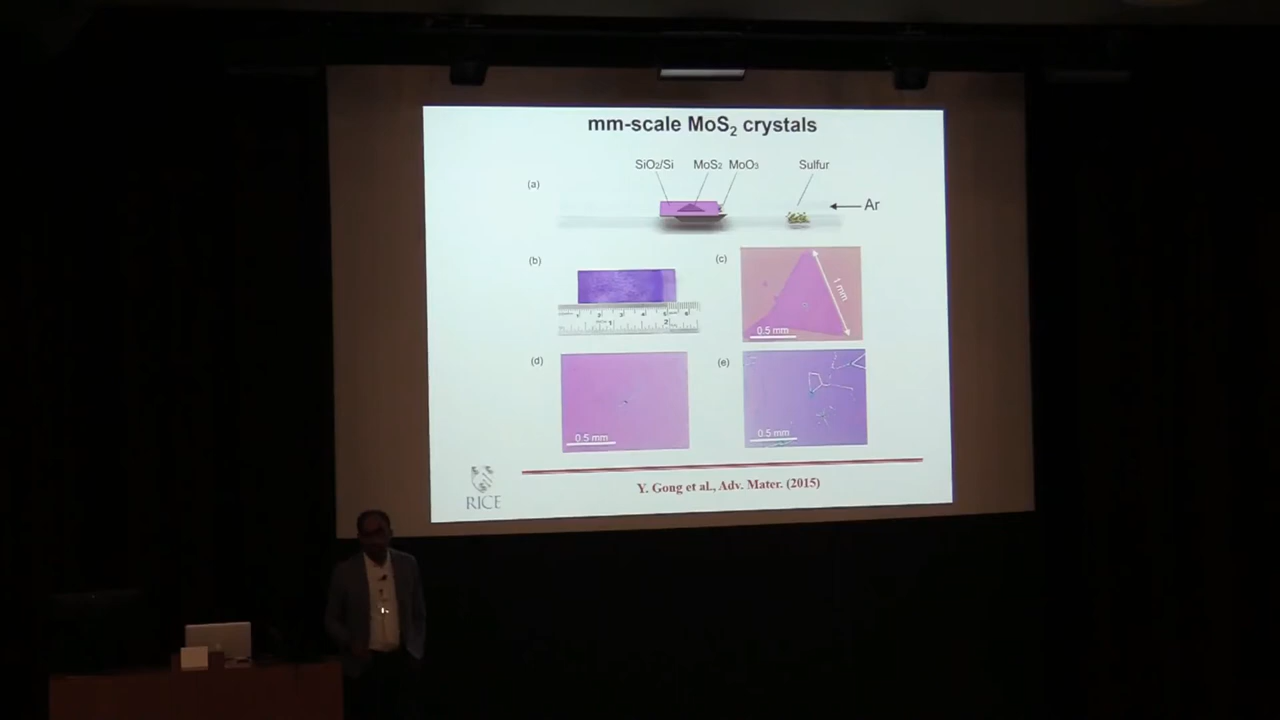 mm-scale MoS₂ crystals
SiO₂/Si MoS₂ MoO₃ Sulfur
(a)
Ar
(b)
(c)
1 mm
0.5 mm
(d)
(e)
0.5 mm
0.5 mm
Y. Gong et al., Adv. Mater. (2015)
RICE